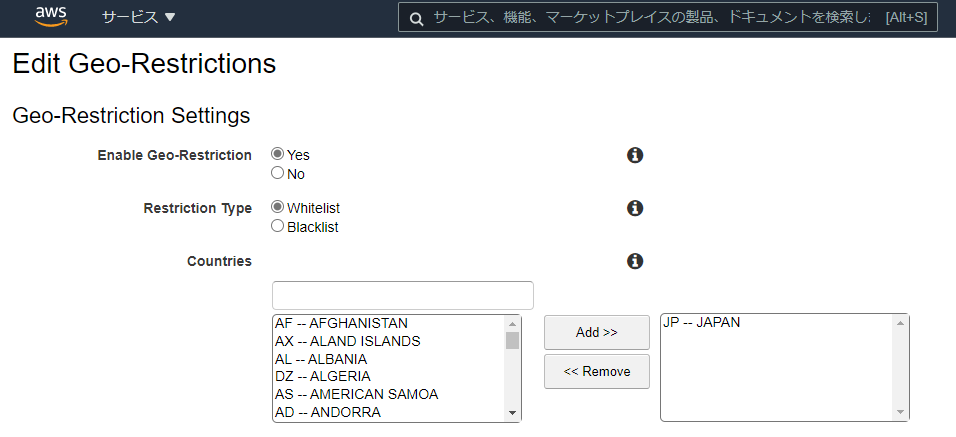 aws サービス ▼ サービス、機能、マーケットプレイスの製品、ドキュメントを検索し [Alt+S]
Edit Geo-Restrictions
Geo-Restriction Settings
Enable Geo-Restriction Yes
No
Restriction Type Whitelist
Blacklist
Countries
AF -- AFGHANISTAN Add >> JP -- JAPAN
AX -- ALAND ISLANDS
AL -- ALBANIA
DZ -- ALGERIA << Remove
AS -- AMERICAN SAMOA
AD -- ANDORRA